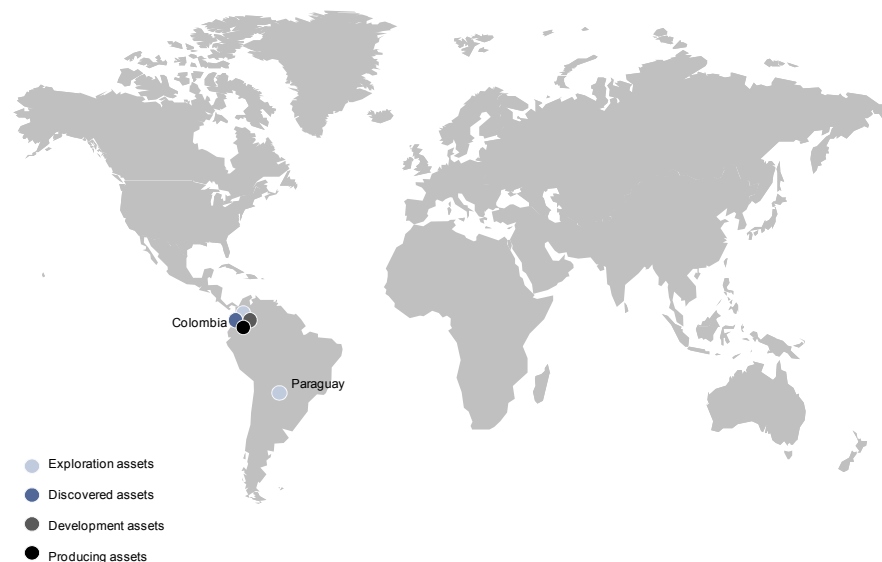 Colombia
Paraguay
Exploration assets
Discovered assets
Development assets
Producing assets